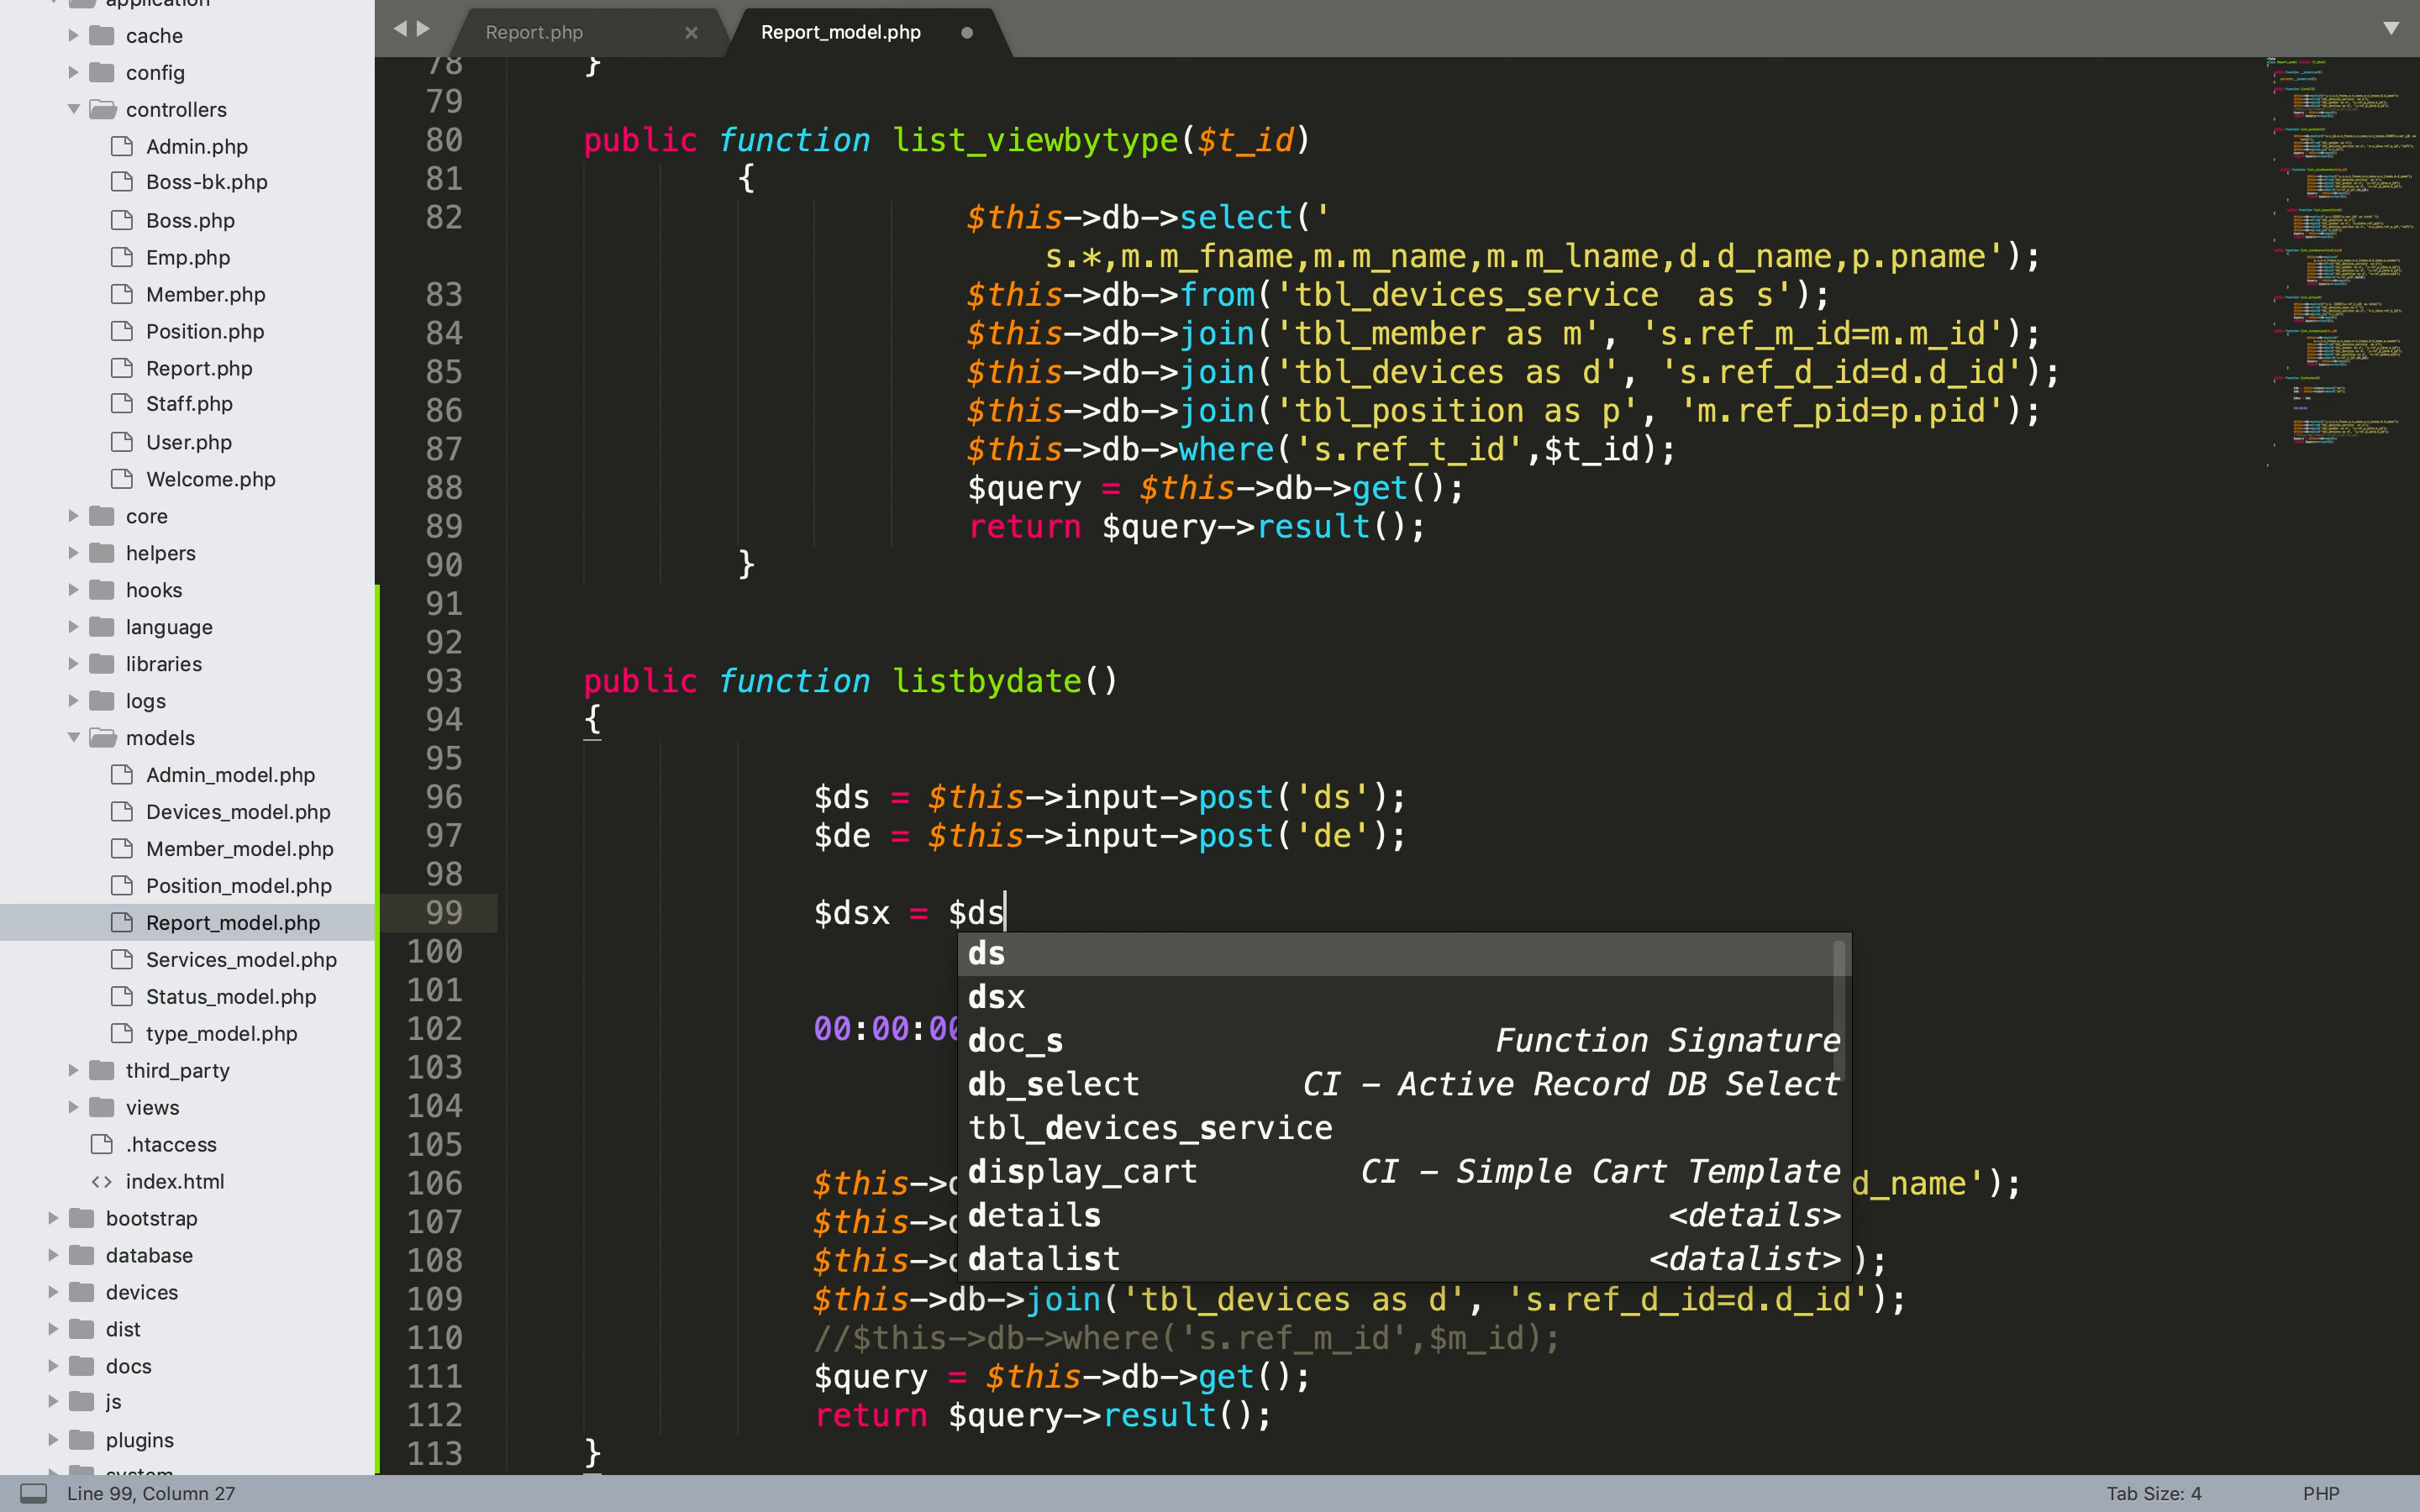 application
cache
config
controllers
Admin.php
Boss-bk.php
Boss.php
Emp.php
Member.php
Position.php
Report.php
Staff.php
User.php
Welcome.php
core
helpers
hooks
language
libraries
logs
models
Admin_model.php
Devices_model.php
Member_model.php
Position_model.php
Report_model.php
Services_model.php
Status_model.php
type_model.php
third_party
views
.htaccess
<> index.html
bootstrap
database
devices
dist
docs
js
plugins
system
Report.php ×
Report_model.php
78 }
79
80 public function list_viewbytype($t_id)
81 {
82 $this->db->select('
s.*,m.m_fname,m.m_name,m.m_lname,d.d_name,p.pname');
83 $this->db->from('tbl_devices_service  as s');
84 $this->db->join('tbl_member as m', 's.ref_m_id=m.m_id');
85 $this->db->join('tbl_devices as d', 's.ref_d_id=d.d_id');
86 $this->db->join('tbl_position as p', 'm.ref_pid=p.pid');
87 $this->db->where('s.ref_t_id',$t_id);
88 $query = $this->db->get();
89 return $query->result();
90 }
91
92
93 public function listbydate()
94 {
95
96 $ds = $this->input->post('ds');
97 $de = $this->input->post('de');
98
99 $dsx = $ds
100
101
102 00:00:00
103
104
105
106 $this-> d_name');
107 $this->
108 $this-> );
109 $this->db->join('tbl_devices as d', 's.ref_d_id=d.d_id');
110 //$this->db->where('s.ref_m_id',$m_id);
111 $query = $this->db->get();
112 return $query->result();
113 }
ds
dsx
doc_s Function Signature
db_select CI – Active Record DB Select
tbl_devices_service
display_cart CI – Simple Cart Template
details <details>
datalist <datalist>
Line 99, Column 27
Tab Size: 4
PHP